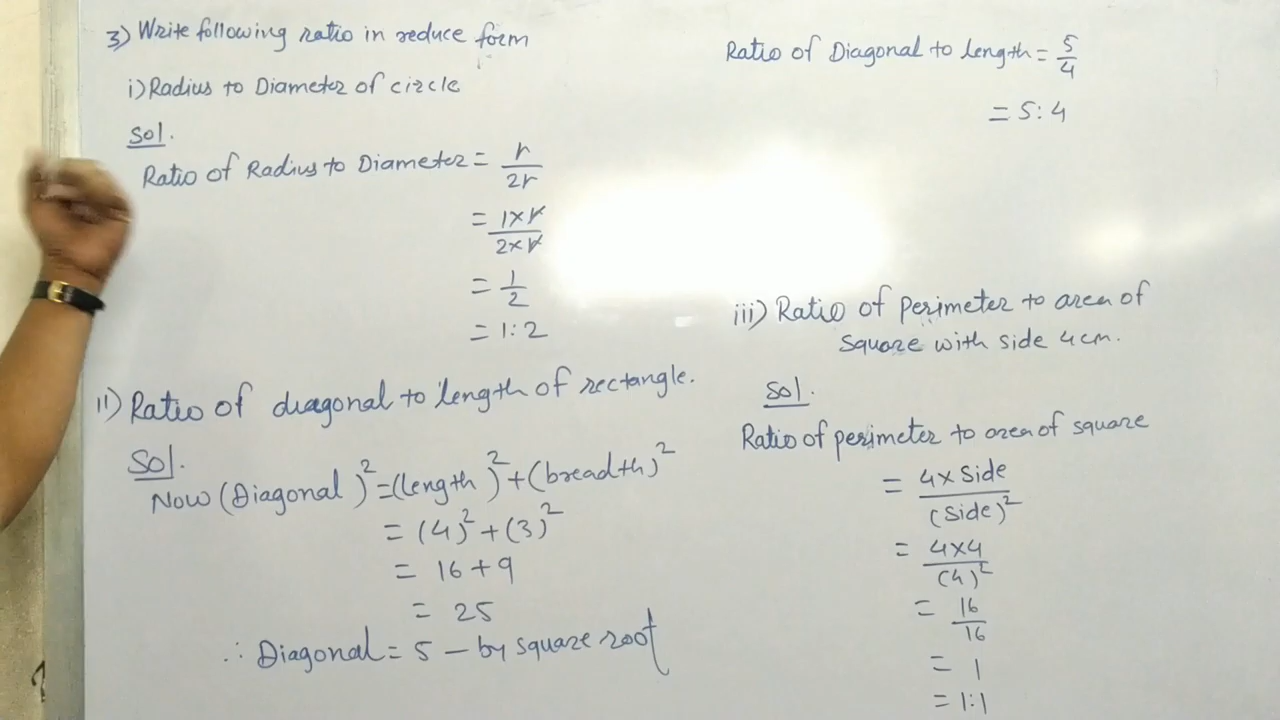 3) Write following ratio in reduce form
i) Radius to Diameter of circle
Sol.
Ratio of Radius to Diameter = r/2r
= 1×r/2×r
= 1/2
= 1:2
ii) Ratio of diagonal to length of rectangle.
Sol.
Now (Diagonal)² = (length)² + (breadth)²
= (4)² + (3)²
= 16 + 9
= 25
∴ Diagonal = 5 – by square root
Ratio of Diagonal to length = 5/4
= 5:4
iii) Ratio of perimeter to area of
square with side 4cm.
Sol.
Ratio of perimeter to area of square
= 4×Side/(Side)²
= 4×4/(4)²
= 16/16
= 1
= 1:1